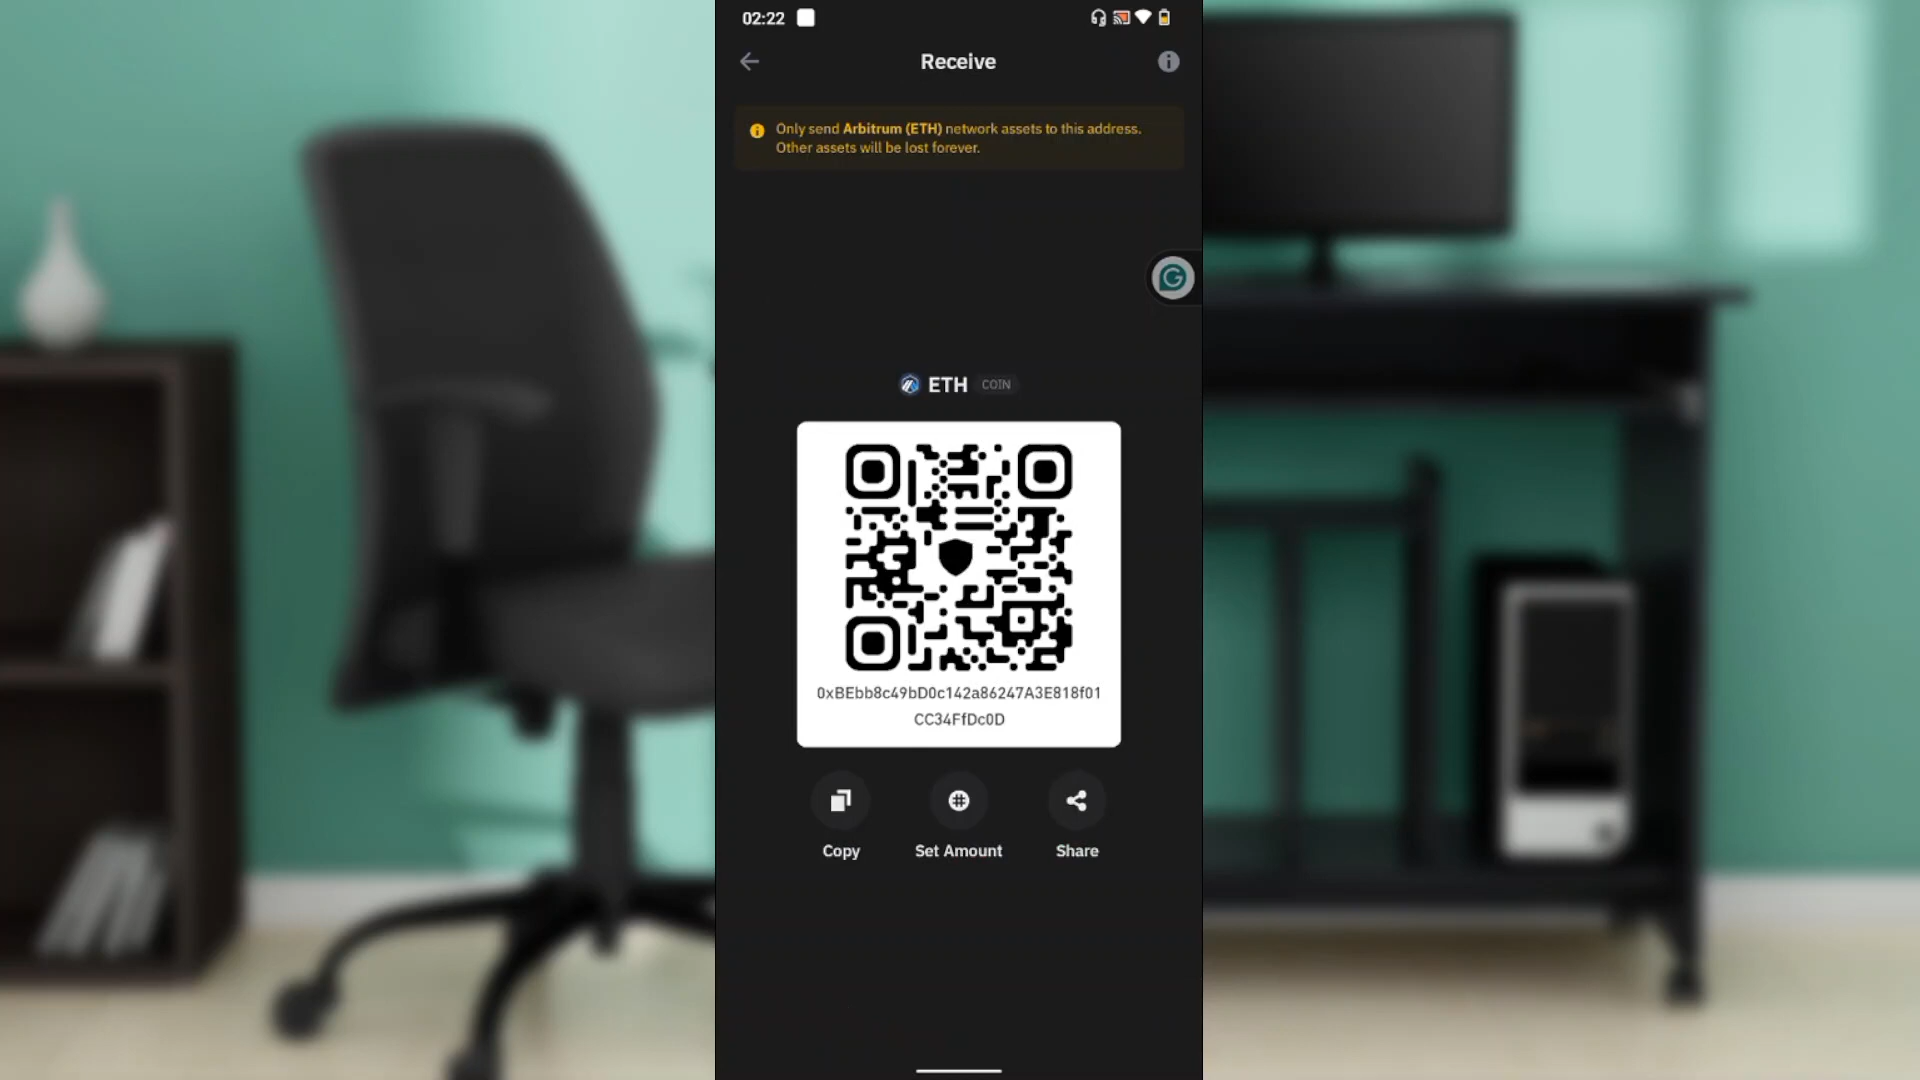 02:22
Receive
Only send Arbitrum (ETH) network assets to this address.
Other assets will be lost forever.
ETH COIN
0xBEbb8c49bD0c142a86247A3E818f01
CC34FfDc0D
Copy Set Amount Share